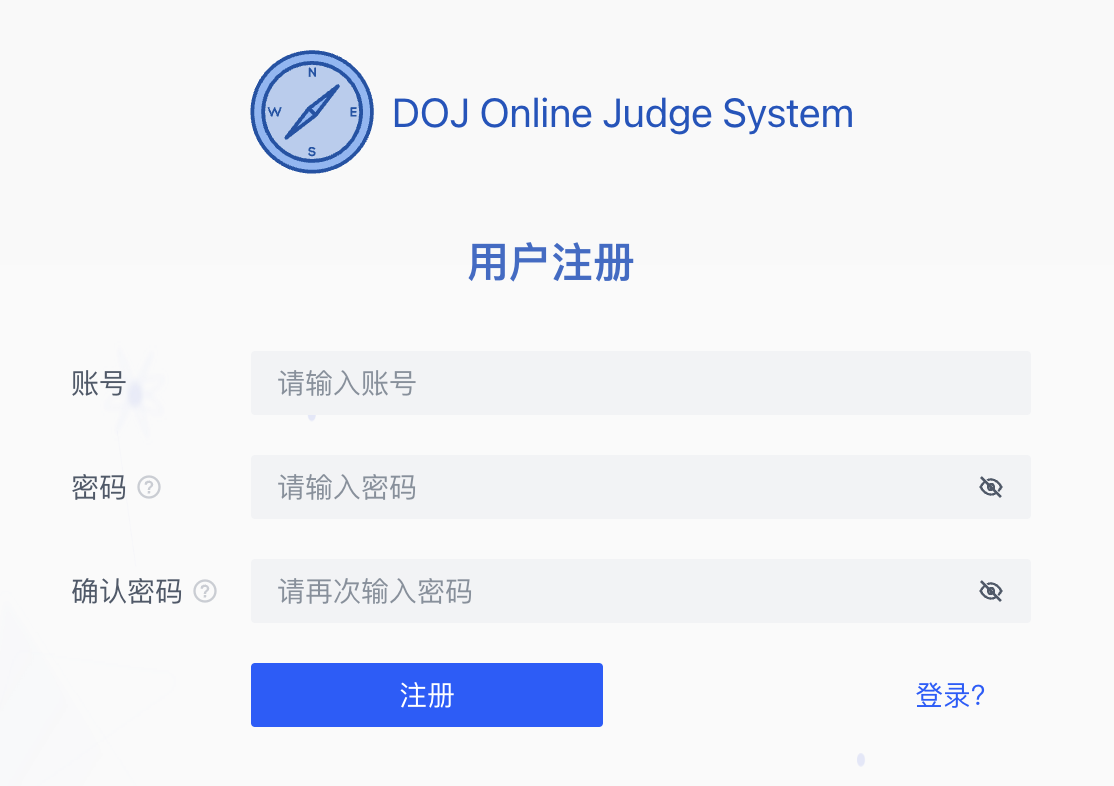 N
W E
S
DOJ Online Judge System
用户注册
账号 请输入账号
密码 ? 请输入密码
确认密码 ? 请再次输入密码
注册 登录?